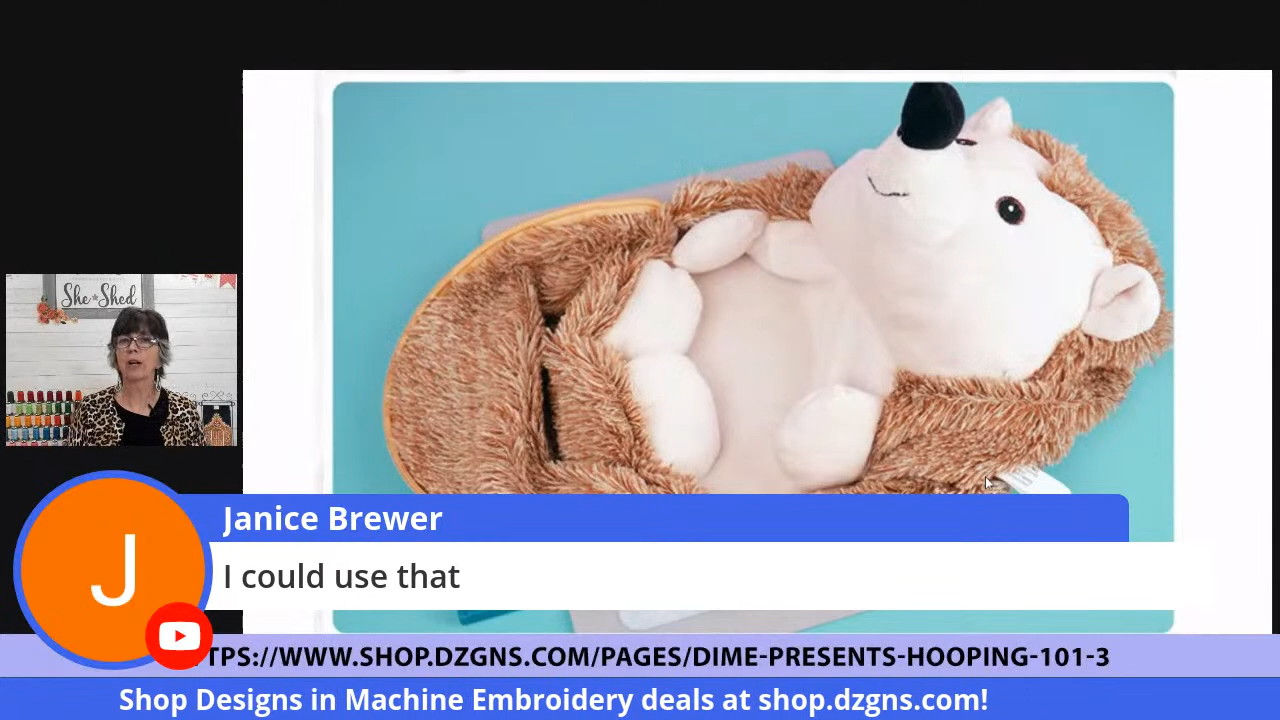 She Shed
Janice Brewer
J
I could use that
TPS://WWW.SHOP.DZGNS.COM/PAGES/DIME-PRESENTS-HOOPING-101-3
Shop Designs in Machine Embroidery deals at shop.dzgns.com!